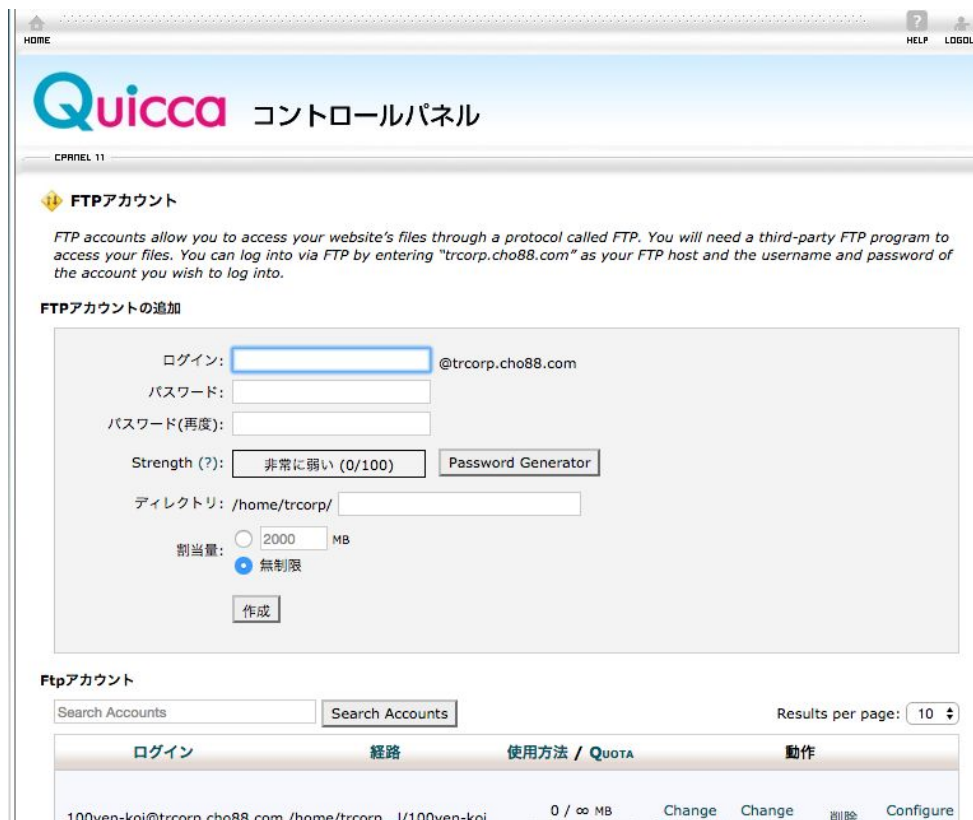 HOME
HELP
Quicca コントロールパネル
CPANEL 11
FTPアカウント
FTP accounts allow you to access your website's files through a protocol called FTP. You will need a third-party FTP program to
access your files. You can log into via FTP by entering "trcorp.cho88.com" as your FTP host and the username and password of
the account you wish to log into.
FTPアカウントの追加
ログイン: @trcorp.cho88.com
パスワード:
パスワード(再度):
Strength (?): 非常に弱い (0/100) Password Generator
ディレクトリ: /home/trcorp/
割当量: 2000 MB
無制限
作成
Ftpアカウント
Search Accounts Search Accounts Results per page: 10
ログイン 経路 使用方法 / QUOTA 動作
100yen-koi@trcorp.cho88.com /home/trcorp
0 / ∞ MB Change Change 削除 Configure